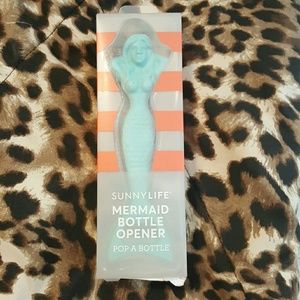 SUNNYLIFE
MERMAID
BOTTLE
OPENER
POP A BOTTLE